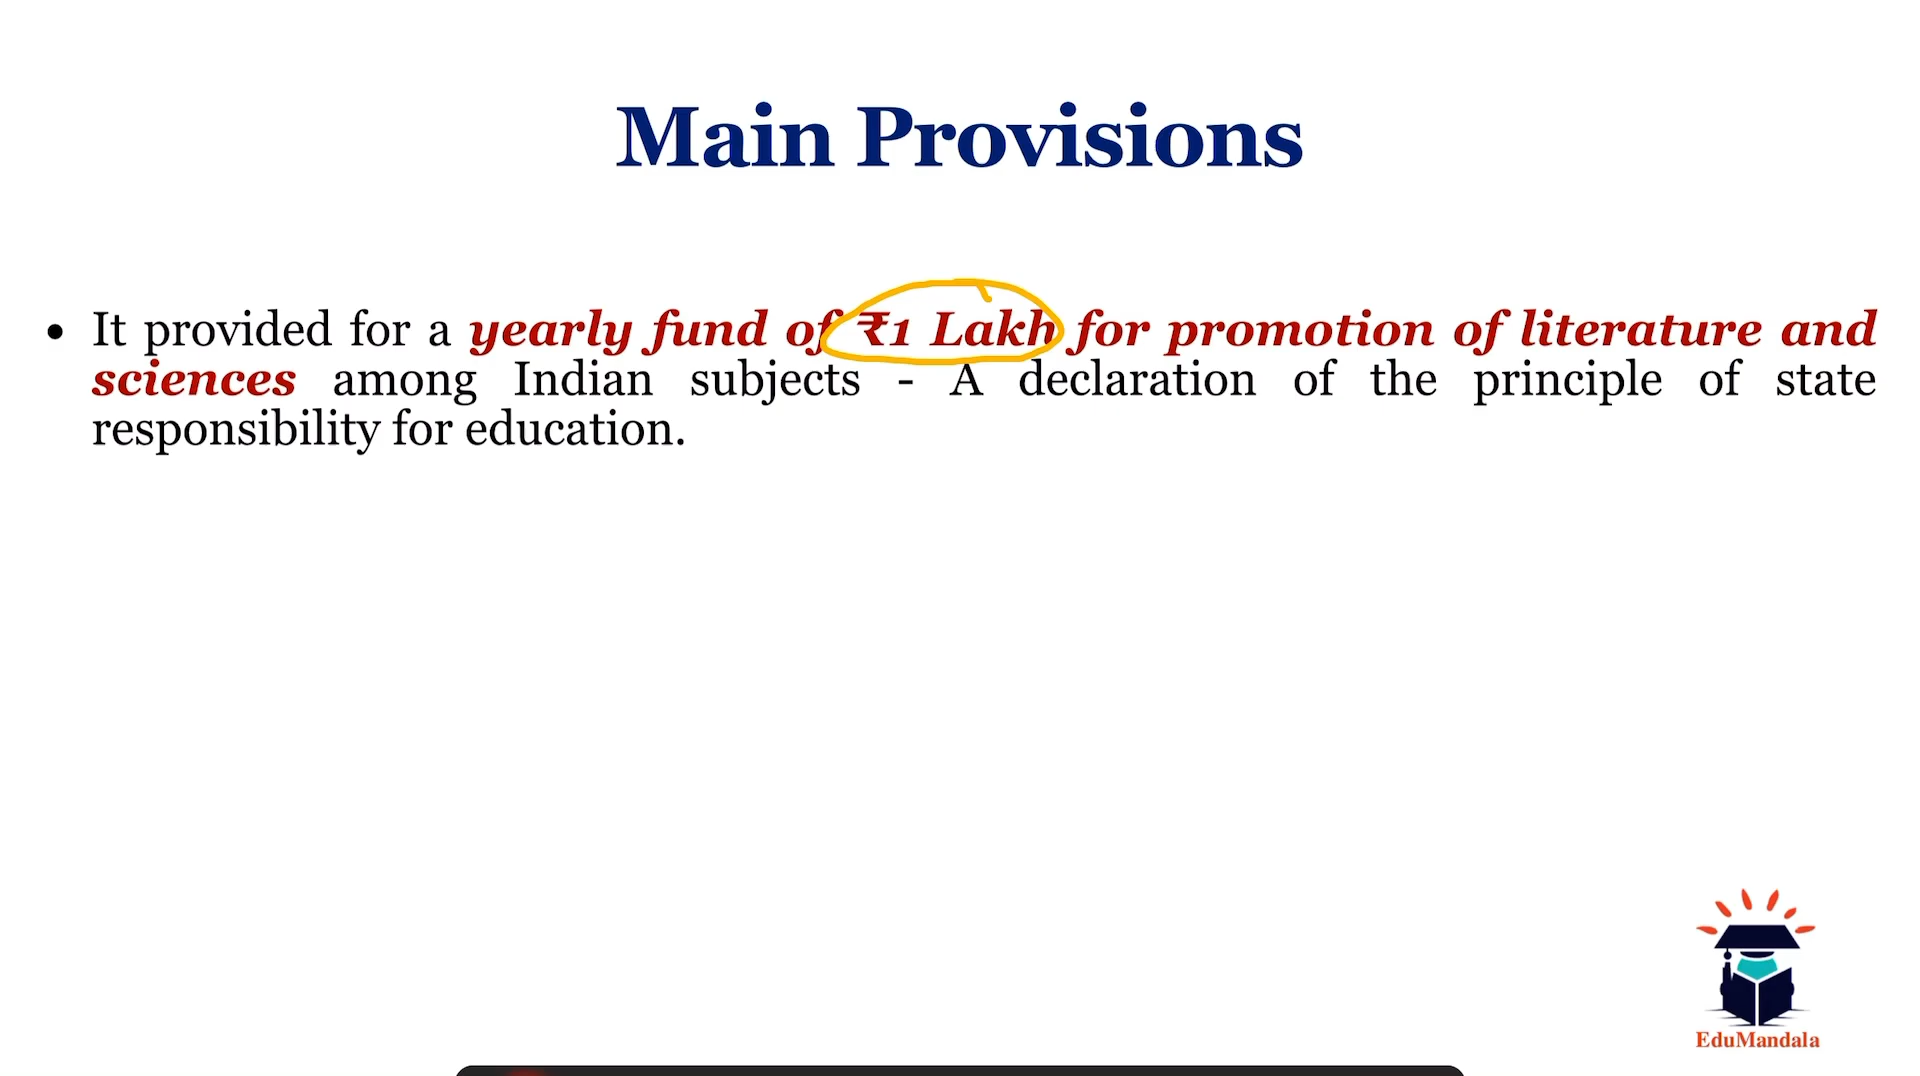 Main Provisions
• It provided for a yearly fund of ₹1 Lakh for promotion of literature and
sciences among Indian subjects - A declaration of the principle of state
responsibility for education.
EduMandala